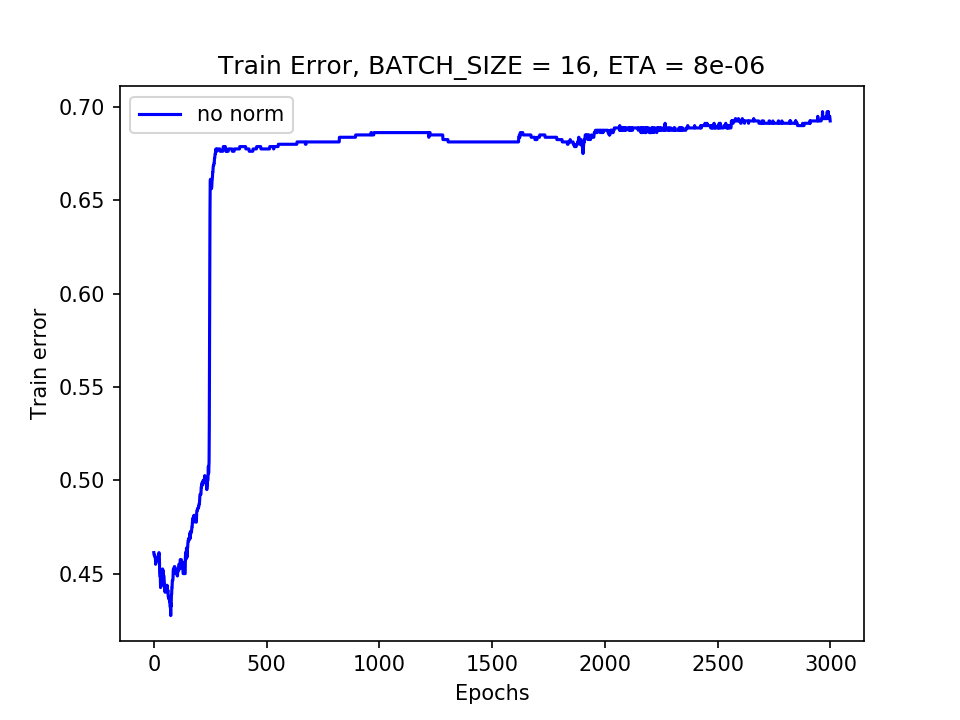 Train Error, BATCH_SIZE = 16, ETA = 8e-06
no norm
0.70
0.65
0.60
0.55
0.50
0.45
Train error
0 500 1000 1500 2000 2500 3000
Epochs